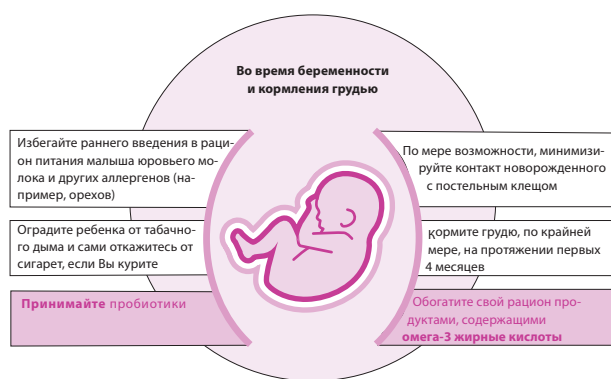 Во время беременности
и кормления грудью
Избегайте раннего введения в раци-
он питания малыша юровьего мо-
лока и других аллергенов (на-
пример, орехов)
Оградите ребенка от табачно-
го дыма и сами откажитесь от
сигарет, если Вы курите
Принимайте пробиотики
По мере возможности, минимизи-
руйте контакт новорожденного
с постельным клещом
кормите грудью, по крайней
мере, на протяжении первых
4 месяцев
Обогатите свой рацион про-
дуктами, содержащими
омега-3 жирные кислоты